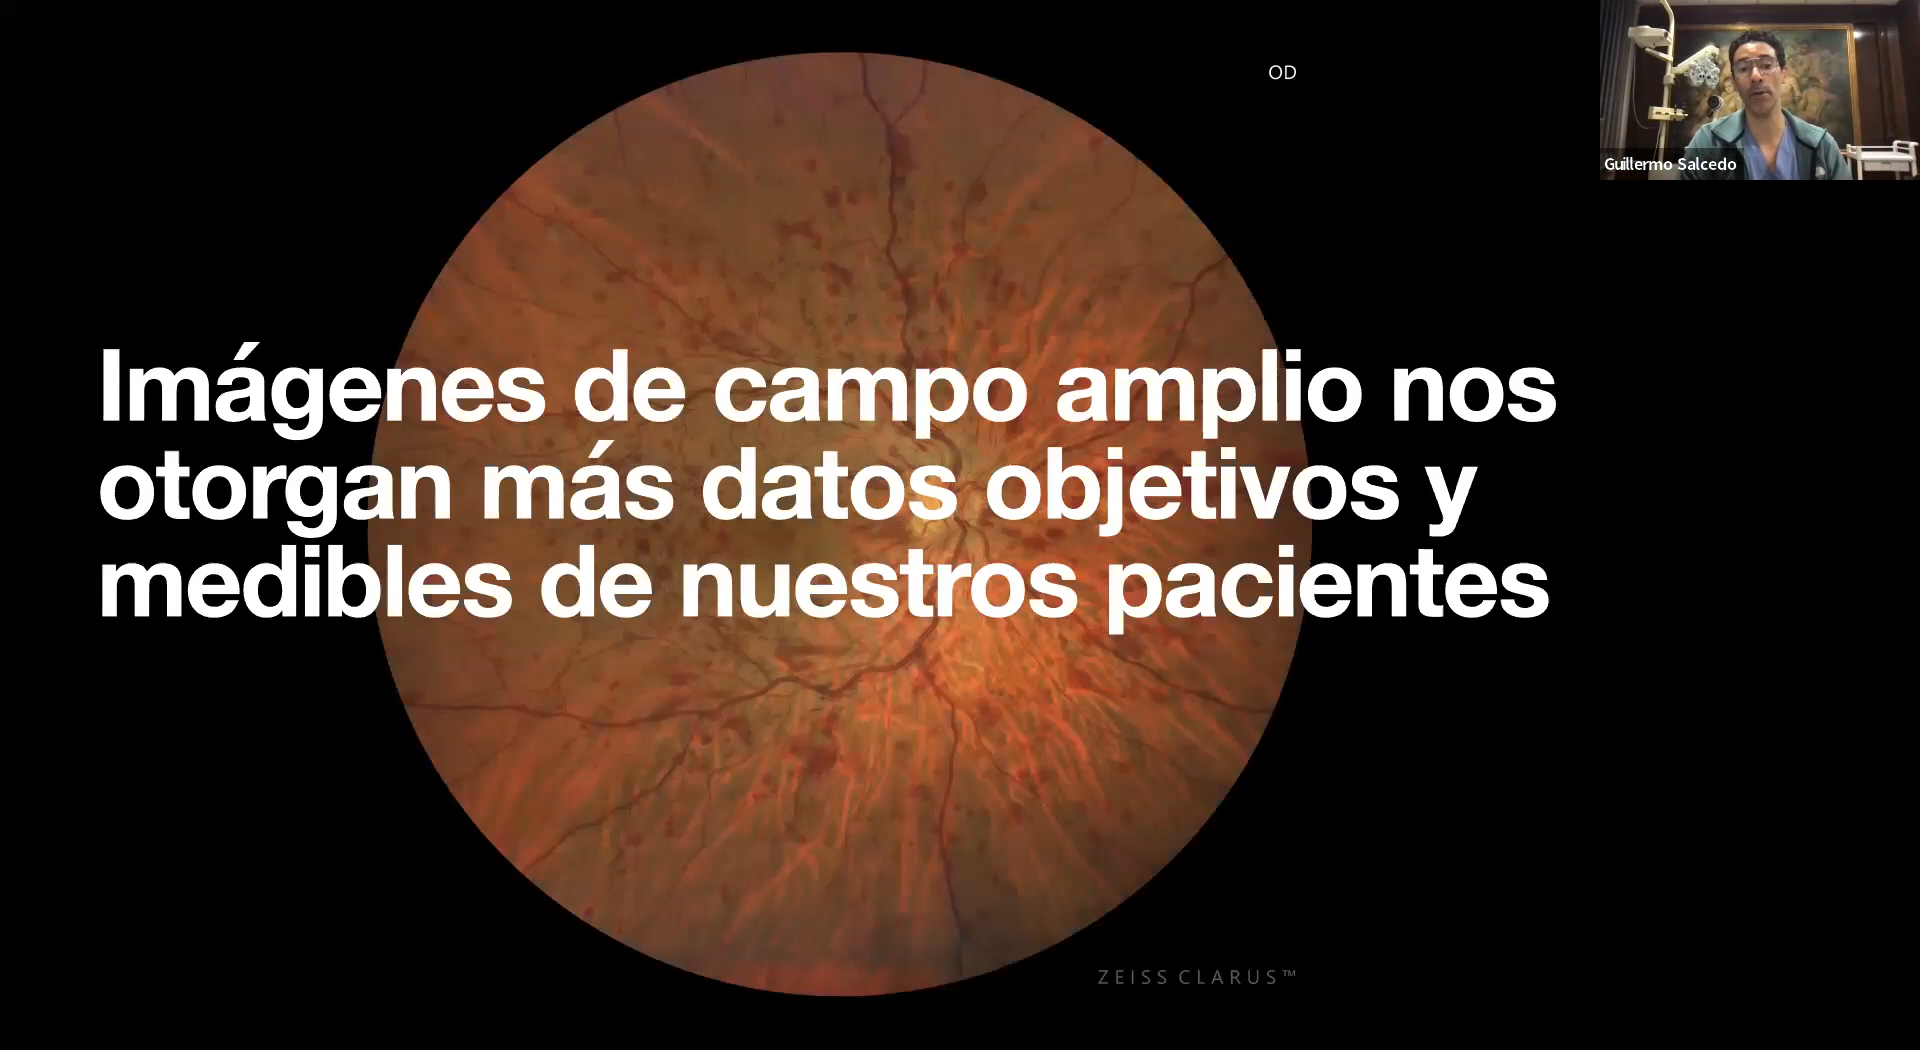 OD
Guillermo Salcedo
Imágenes de campo amplio nos
otorgan más datos objetivos y
medibles de nuestros pacientes
ZEISS CLARUS™